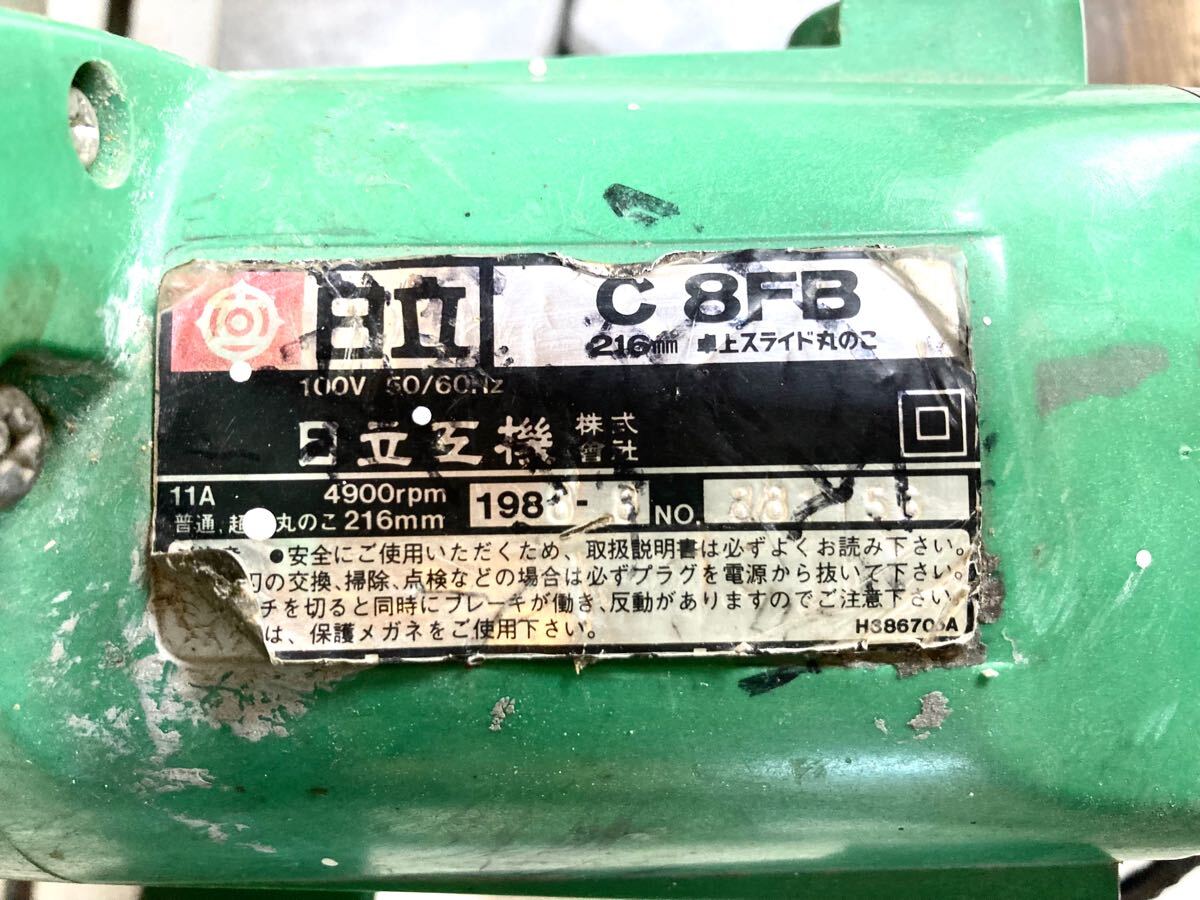 日立
C 8FB
216mm 卓上スライド丸のこ
100V 50/60Hz
日立工機 株式會社
11A 4900rpm 198
普通、 丸のこ 216mm NO.
●安全にご使用いただくため、取扱説明書は必ずよくお読み下さい。
刃の交換、掃除、点検などの場合は必ずプラグを電源から抜いて下さい。
チを切ると同時にブレーキが働き、反動がありますのでご注意下さい
は、保護メガネをご使用下さい。